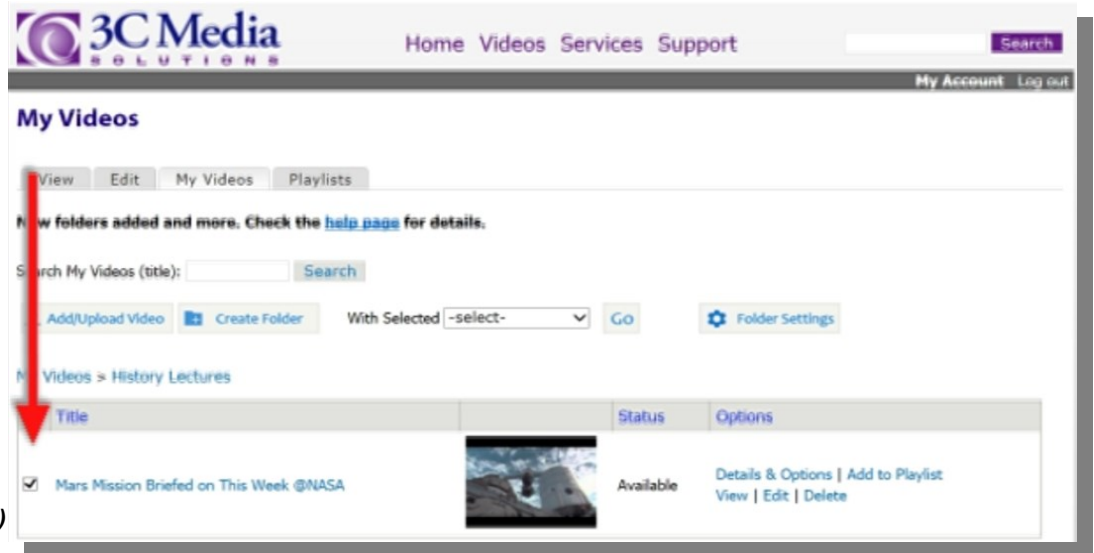 3C Media
SOLUTIONS
Home Videos Services Support
Search
My Account Log out
My Videos
View Edit My Videos Playlists
folders added and more. Check the help page for details.
My Videos (title): Search
Add/Upload Video Create Folder With Selected -select- Go Folder Settings
Videos > History Lectures
Title Status Options
Mars Mission Briefed on This Week @NASA Available Details & Options | Add to Playlist
View | Edit | Delete
)